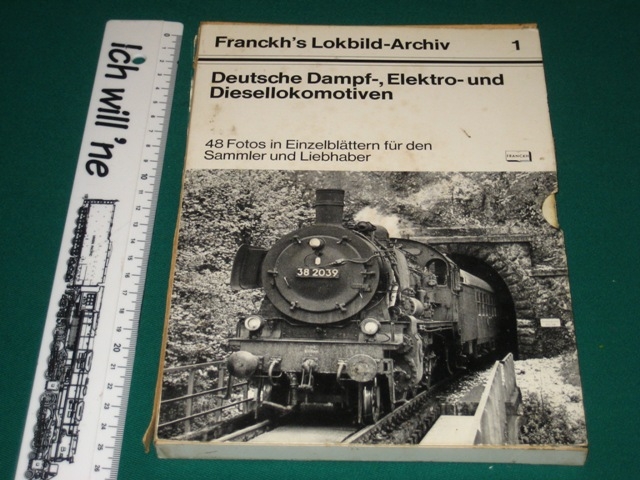 Franckh's Lokbild-Archiv 1
Deutsche Dampf-, Elektro- und
Diesellokomotiven
48 Fotos in Einzelblättern für den
Sammler und Liebhaber
FRANCKH
38 2039
Ich will 'ne